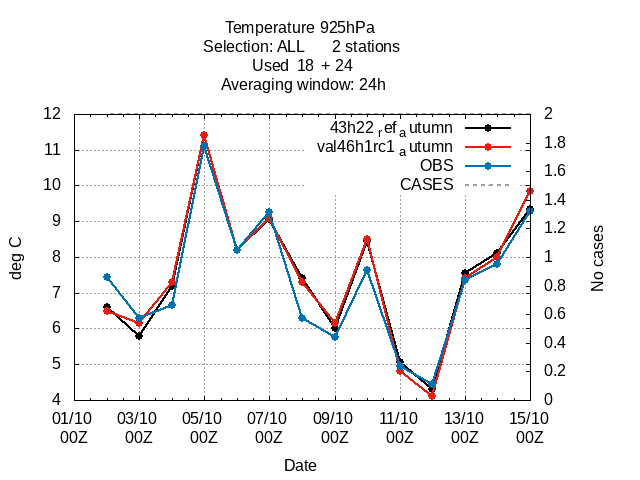 Temperature 925hPa
Selection: ALL 2 stations
Used 18 + 24
Averaging window: 24h
43h22ref autumn
val46h1rc1 autumn
OBS
CASES
12
11
10
9
8
7
6
5
4
deg C
2
1.8
1.6
1.4
1.2
1
0.8
0.6
0.4
0.2
0
No cases
01/10 03/10 05/10 07/10 09/10 11/10 13/10 15/10
00Z 00Z 00Z 00Z 00Z 00Z 00Z 00Z
Date